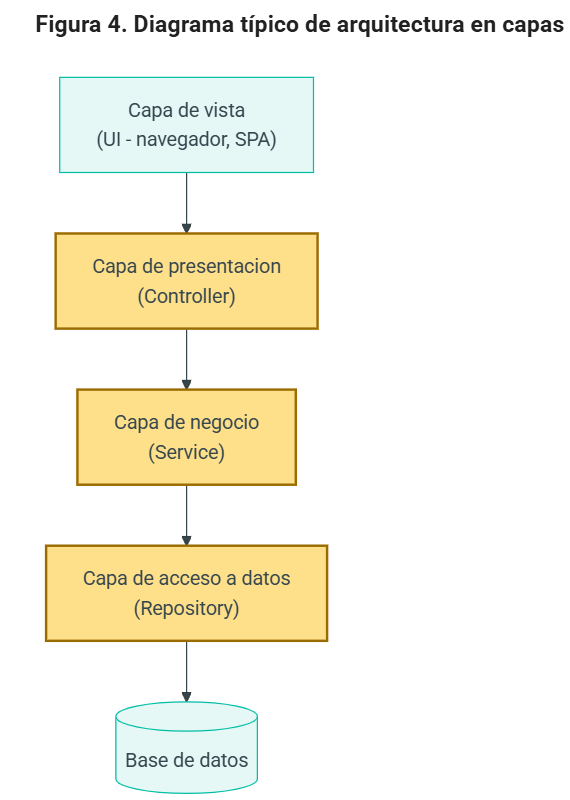 Figura 4. Diagrama típico de arquitectura en capas
Capa de vista
(UI - navegador, SPA)
Capa de presentacion
(Controller)
Capa de negocio
(Service)
Capa de acceso a datos
(Repository)
Base de datos